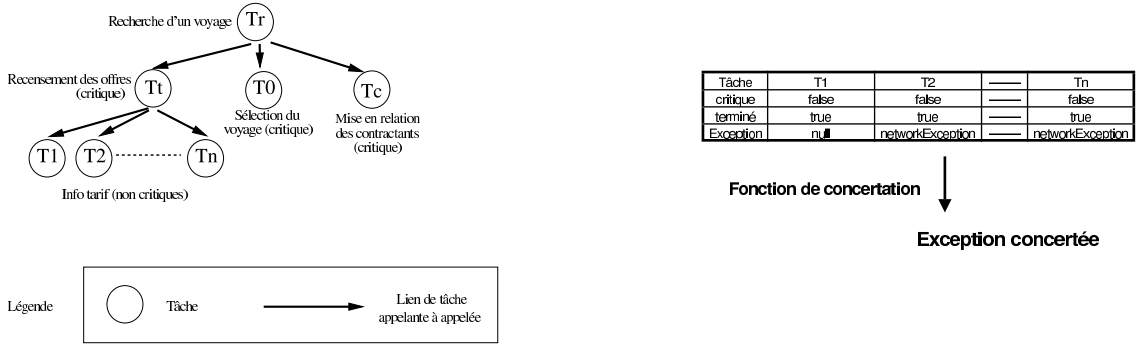 Recherche d'un voyage Tr
Recensement des offres
(critique)
Tt
T0
Tc
Sélection du
voyage (critique)
Mise en relation
des contractants
(critique)
T1 T2 Tn
Info tarif (non critiques)
Légende
Tâche
Lien de tâche
appelante à appelée
Tâche T1 T2 Tn
critique false false false
terminé true true true
Exception null networkException networkException
Fonction de concertation
Exception concertée